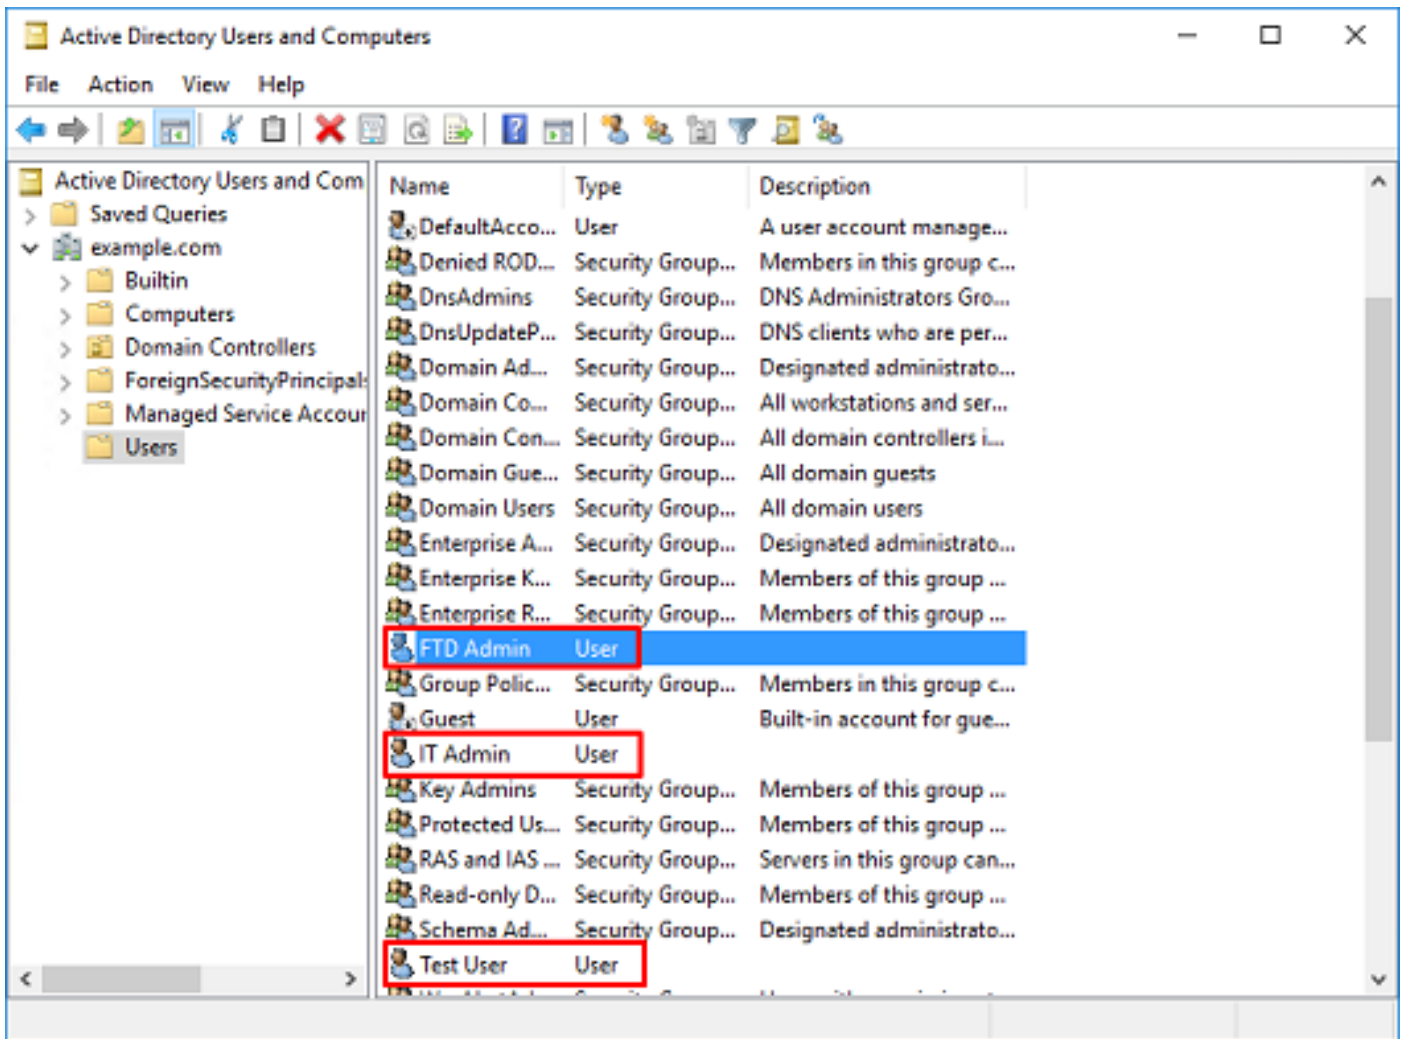 Active Directory Users and Computers
File Action View Help
Active Directory Users and Com
Saved Queries
example.com
Builtin
Computers
Domain Controllers
ForeignSecurityPrincipals
Managed Service Accour
Users
Name Type Description
DefaultAcco... User A user account manage...
Denied ROD... Security Group... Members in this group c...
DnsAdmins Security Group... DNS Administrators Gro...
DnsUpdateP... Security Group... DNS clients who are per...
Domain Ad... Security Group... Designated administrato...
Domain Co... Security Group... All workstations and ser...
Domain Con... Security Group... All domain controllers i...
Domain Gue... Security Group... All domain guests
Domain Users Security Group... All domain users
Enterprise A... Security Group... Designated administrato...
Enterprise K... Security Group... Members of this group ...
Enterprise R... Security Group... Members of this group ...
FTD Admin User
Group Polic... Security Group... Members in this group c...
Guest User Built-in account for gue...
IT Admin User
Key Admins Security Group... Members of this group ...
Protected Us... Security Group... Members of this group ...
RAS and IAS ... Security Group... Servers in this group can...
Read-only D... Security Group... Members of this group ...
Schema Ad... Security Group... Designated administrato...
Test User User